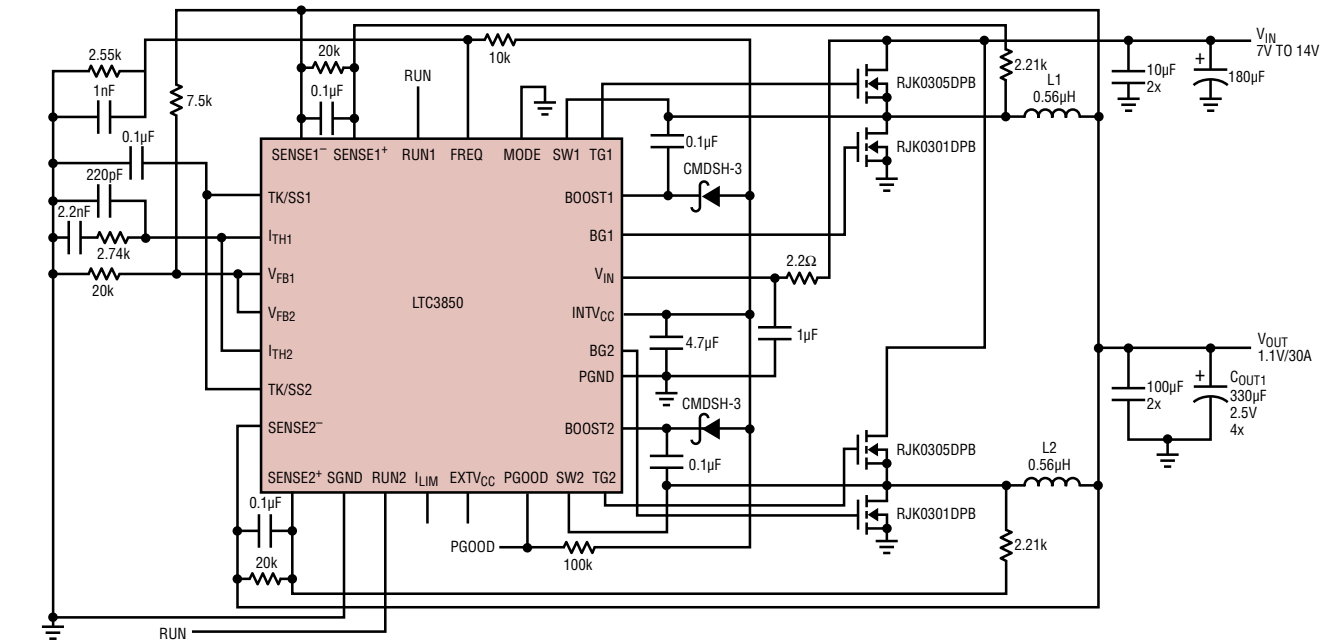 2.55k
1nF
0.1µF
220pF
2.2nF
2.74k
20k
7.5k
20k
0.1µF
RUN
10k
SENSE1–
SENSE1+
RUN1
FREQ
MODE
SW1
TG1
TK/SS1
ITH1
VFB1
VFB2
ITH2
TK/SS2
SENSE2–
LTC3850
BOOST1
BG1
VIN
INTVCC
BG2
PGND
BOOST2
SENSE2+
SGND
RUN2
ILIM
EXTVCC
PGOOD
SW2
TG2
0.1µF
20k
RUN
PGOOD
100k
0.1µF
CMDSH-3
2.2Ω
4.7µF
1µF
CMDSH-3
0.1µF
RJK0305DPB
RJK0301DPB
2.21k
L1
0.56µH
10µF
2x
180µF
VIN
7V TO 14V
VOUT
1.1V/30A
100µF
2x
COUT1
330µF
2.5V
4x
RJK0305DPB
L2
0.56µH
RJK0301DPB
2.21k